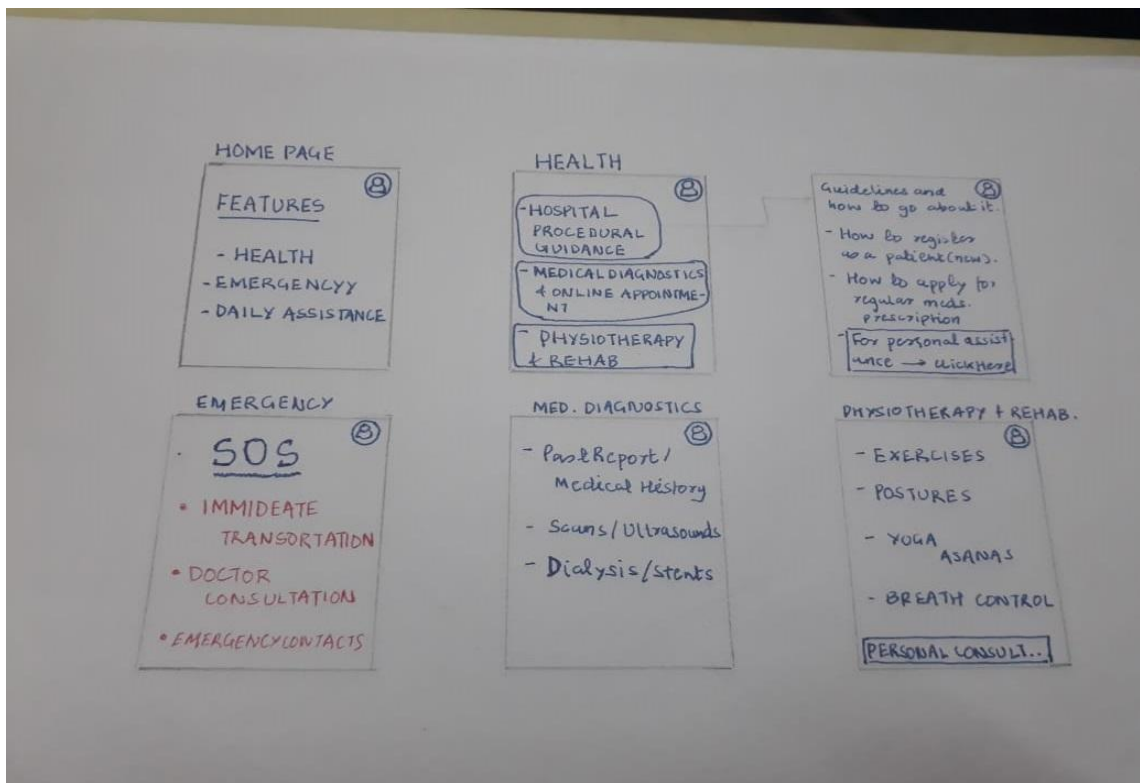 HOME PAGE
FEATURES
- HEALTH
- EMERGENCYY
- DAILY ASSISTANCE
HEALTH
- HOSPITAL
PROCEDURAL
GUIDANCE
- MEDICAL DIAGNOSTICS
& ONLINE APPOINTME-
NT
- PHYSIOTHERAPY
& REHAB
Guidelines and
how to go about it.
- How to register
as a patient (new).
- How to apply for
regular meds.
prescription
- For personal assist
ance → click Here
EMERGENCY
SOS
• IMMIDEATE
TRANSORTATION
• DOCTOR
CONSULTATION
• EMERGENCY CONTACTS
MED. DIAGNOSTICS
- Past Report /
Medical History
- Scans / Ultrasounds
- Dialysis / Stents
PHYSIOTHERAPY + REHAB.
- EXERCISES
- POSTURES
- YOGA
ASANAS
- BREATH CONTROL
PERSONAL CONSULT..